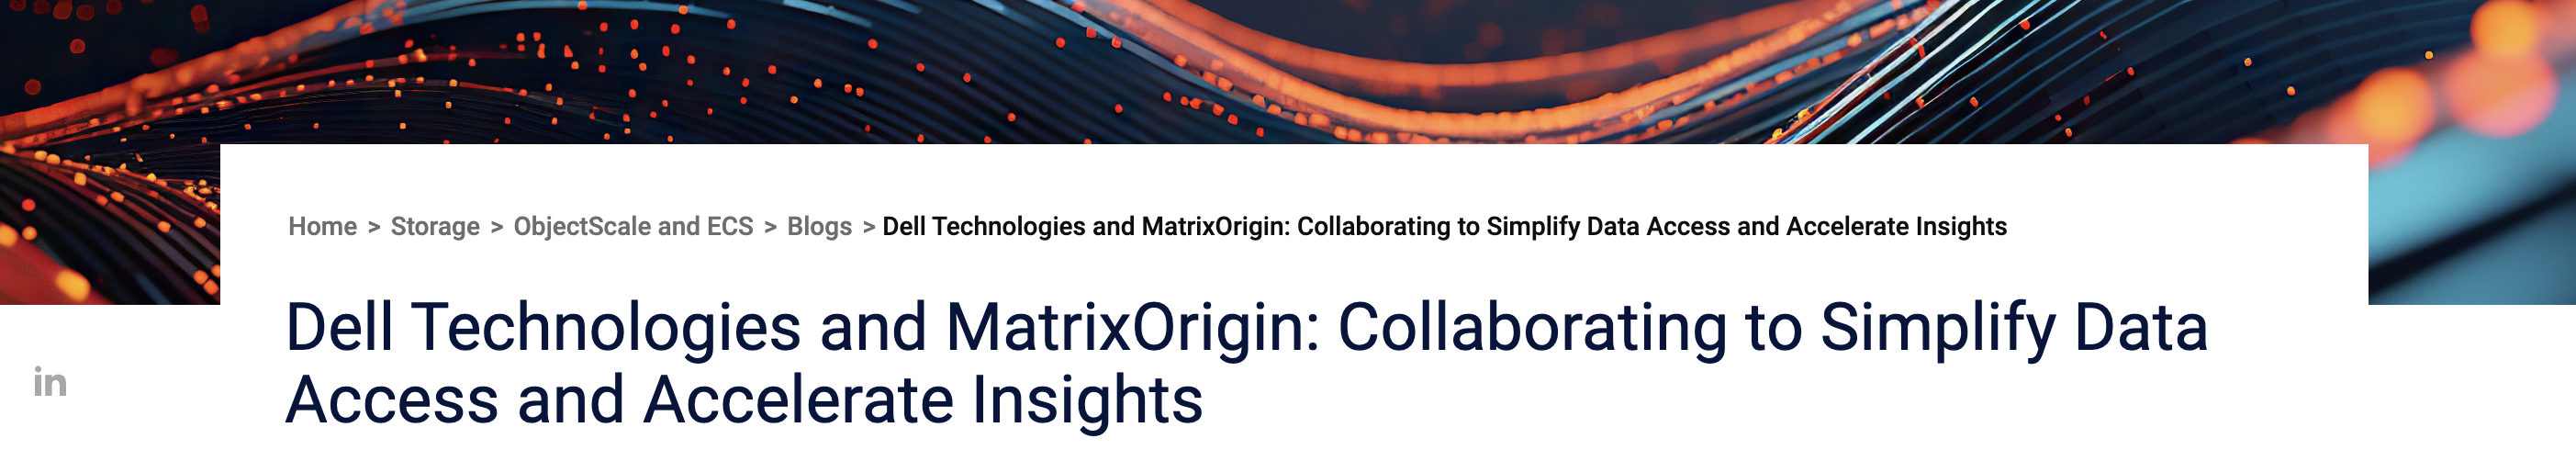 Home > Storage > ObjectScale and ECS > Blogs > Dell Technologies and MatrixOrigin: Collaborating to Simplify Data Access and Accelerate Insights
Dell Technologies and MatrixOrigin: Collaborating to Simplify Data
Access and Accelerate Insights
in